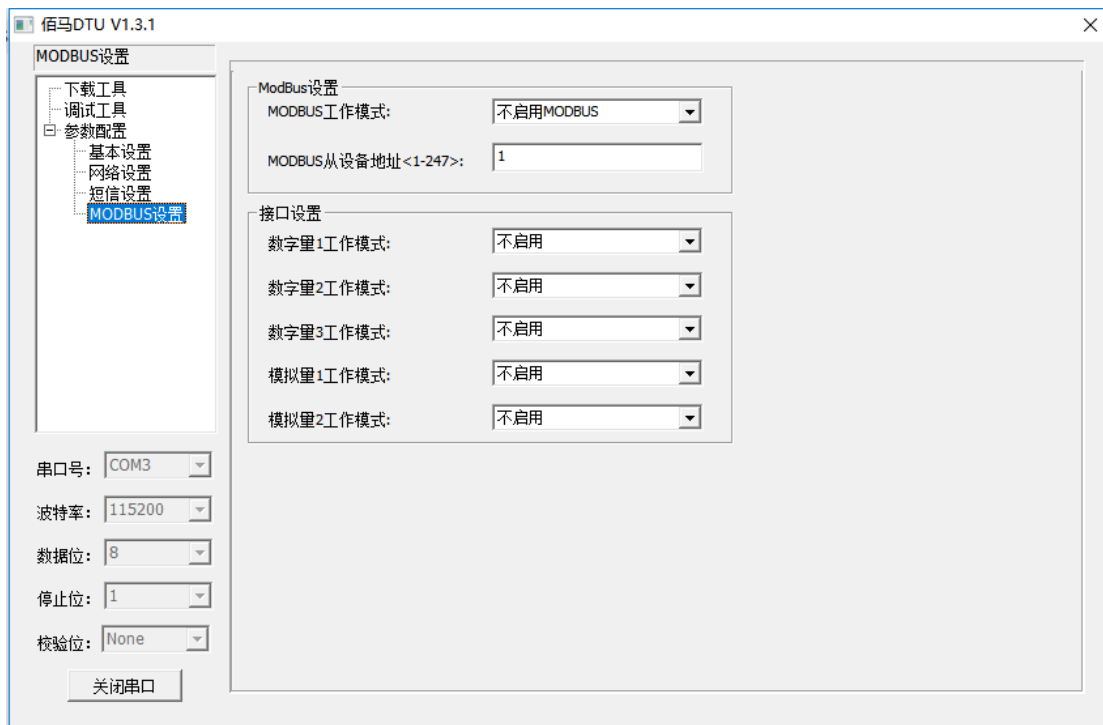 佰马DTU V1.3.1
MODBUS设置
下载工具
调试工具
参数配置
基本设置
网络设置
短信设置
MODBUS设置
串口号: COM3
波特率: 115200
数据位: 8
停止位: 1
校验位: None
关闭串口
ModBus设置
MODBUS工作模式: 不启用MODBUS
MODBUS从设备地址<1-247>: 1
接口设置
数字量1工作模式: 不启用
数字量2工作模式: 不启用
数字量3工作模式: 不启用
模拟量1工作模式: 不启用
模拟量2工作模式: 不启用